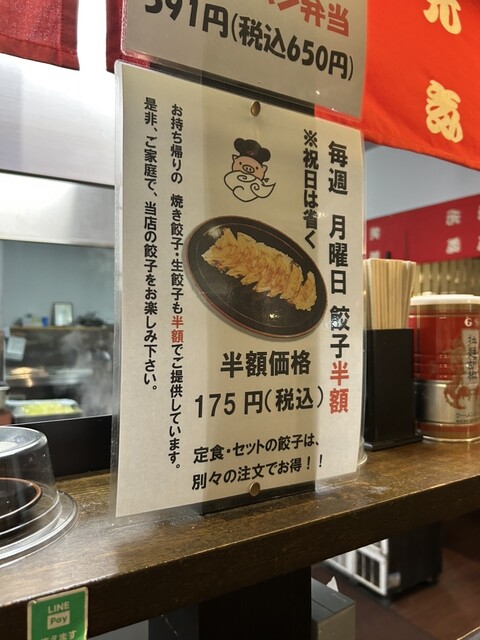 弁当
591円(税込650円)
毎週 月曜日 餃子半額
※祝日は省く
半額価格
175円(税込)
定食・セットの餃子は、
別々の注文でお得！！
お持ち帰りの 焼き餃子・生餃子も半額でご提供しています。
是非、ご家庭で、当店の餃子をお楽しみ下さい。
LINE
Pay